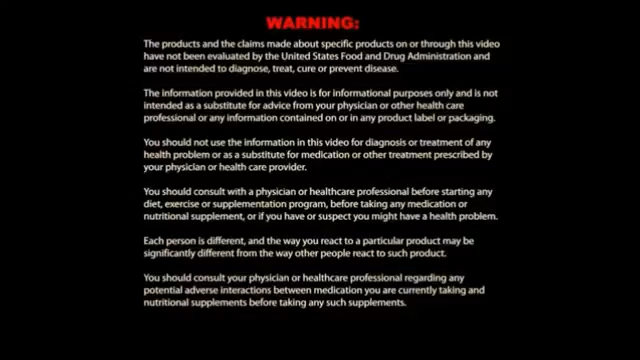 WARNING:
The products and the claims made about specific products on or through this video
have not been evaluated by the United States Food and Drug Administration and
are not intended to diagnose, treat, cure or prevent disease.
The information provided in this video is for informational purposes only and is not
intended as a substitute for advice from your physician or other health care
professional or any information contained on or in any product label or packaging.
You should not use the information in this video for diagnosis or treatment of any
health problem or as a substitute for medication or other treatment prescribed by
your physician or health care provider.
You should consult with a physician or healthcare professional before starting any
diet, exercise or supplementation program, before taking any medication or
nutritional supplement, or if you have or suspect you might have a health problem.
Each person is different, and the way you react to a particular product may be
significantly different from the way other people react to such product.
You should consult your physician or healthcare professional regarding any
potential adverse interactions between medication you are currently taking and
nutritional supplements before taking any such supplements.